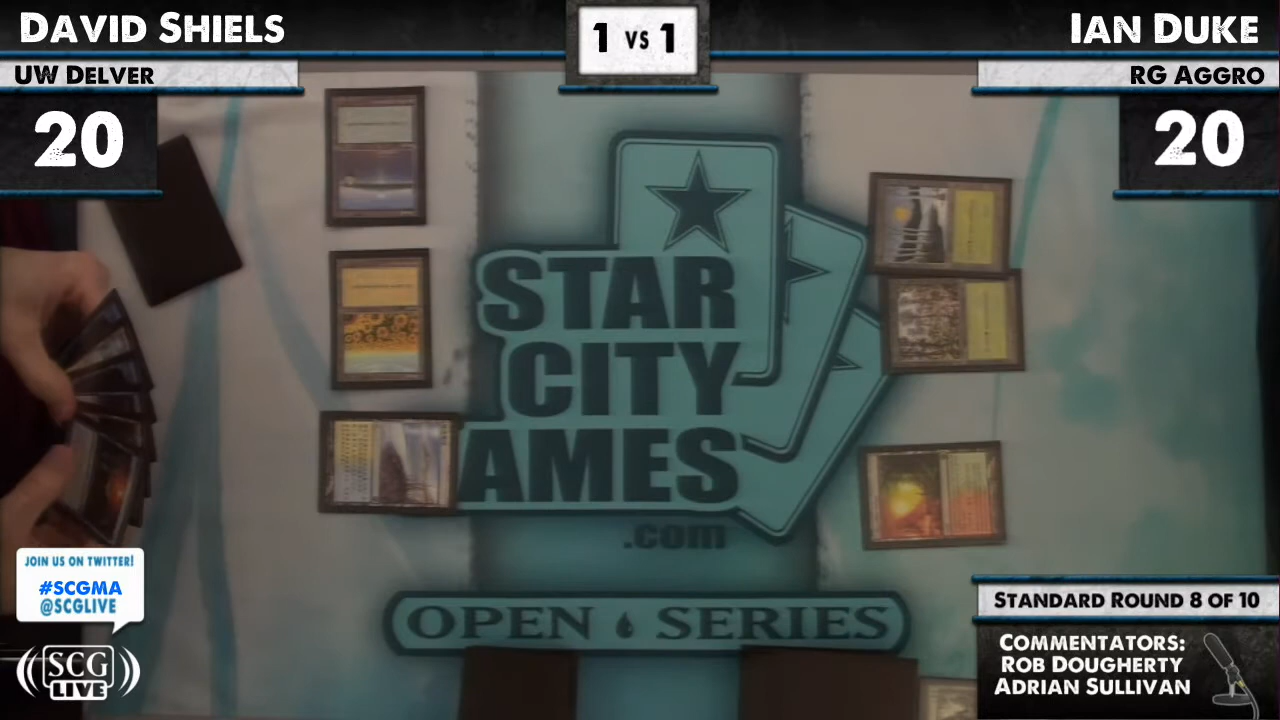 DAVID SHIELS
1 VS 1
IAN DUKE
UW DELVER
RG AGGRO
20
20
STAR
CITY
AMES
.com
OPEN SERIES
JOIN US ON TWITTER!
#SCGMA
@SCGLIVE
SCG
LIVE
STANDARD ROUND 8 OF 10
COMMENTATORS:
ROB DOUGHERTY
ADRIAN SULLIVAN